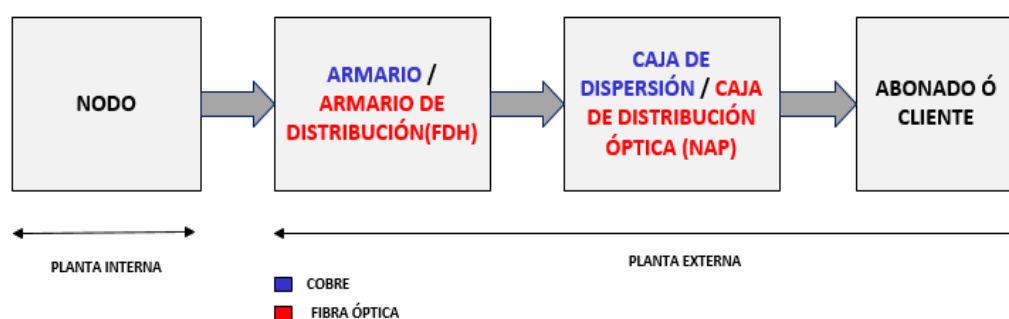 NODO
ARMARIO /
ARMARIO DE
DISTRIBUCIÓN(FDH)
CAJA DE
DISPERSIÓN / CAJA
DE DISTRIBUCIÓN
ÓPTICA (NAP)
ABONADO Ó
CLIENTE
PLANTA INTERNA
PLANTA EXTERNA
COBRE
FIBRA ÓPTICA